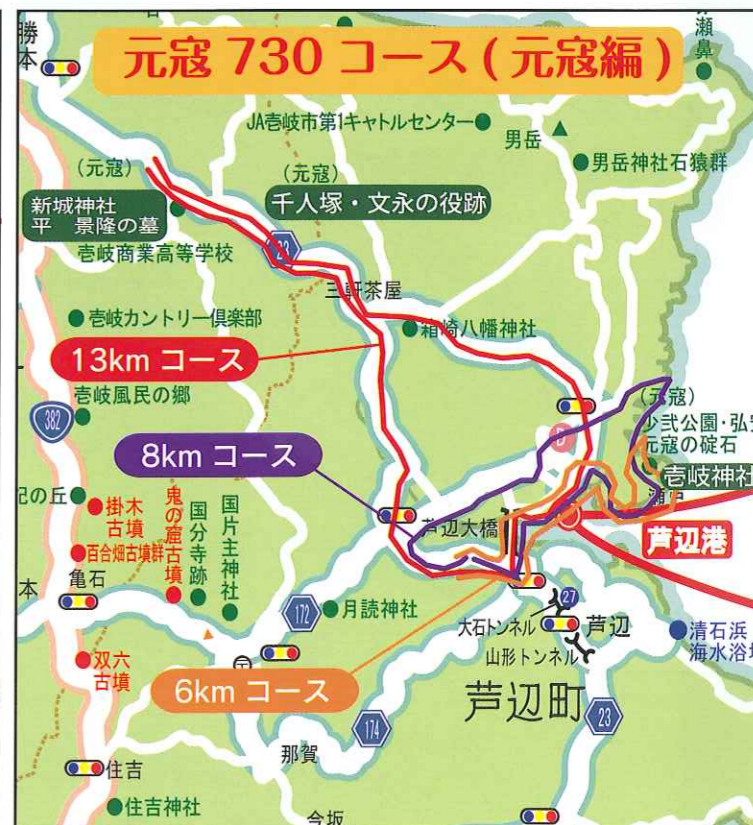 元寇 730 コース ( 元寇編 )
勝
本
瀬
鼻
JA壱岐市第1キャトルセンター
男岳
男岳神社石猿群
(元寇)
新城神社
平 景隆の墓
(元寇)
千人塚・文永の役跡
壱岐商業高等学校
23
三軒茶屋
壱岐カントリー倶楽部
箱崎八幡神社
13km コース
壱岐風民の郷
382
(元寇)
少弐公園・弘安
元寇の碇石
8km コース
壱岐神社
瀬戸
の丘
掛木
古墳
鬼の窟古墳
国分寺跡
国片主神社
芦辺大橋
芦辺港
百合畑古墳群
本
亀石
172
月読神社
27
大石トンネル
芦辺
清石浜
海水浴場
山形トンネル
双六
古墳
6km コース
芦辺町
174
23
那賀
住吉
住吉神社
今坂